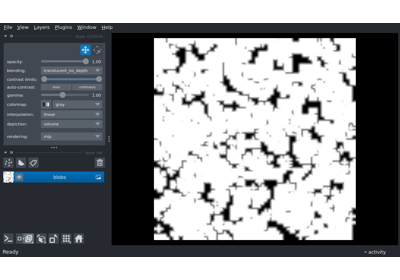 File View Layers Plugins Window Help
opacity: 1.00
blending: translucent_no_depth
contrast limits:
auto-contrast: once continuous
gamma: 1.00
colormap: gray
interpolation: linear
depiction: volume
rendering: mip
blobs
Ready activity